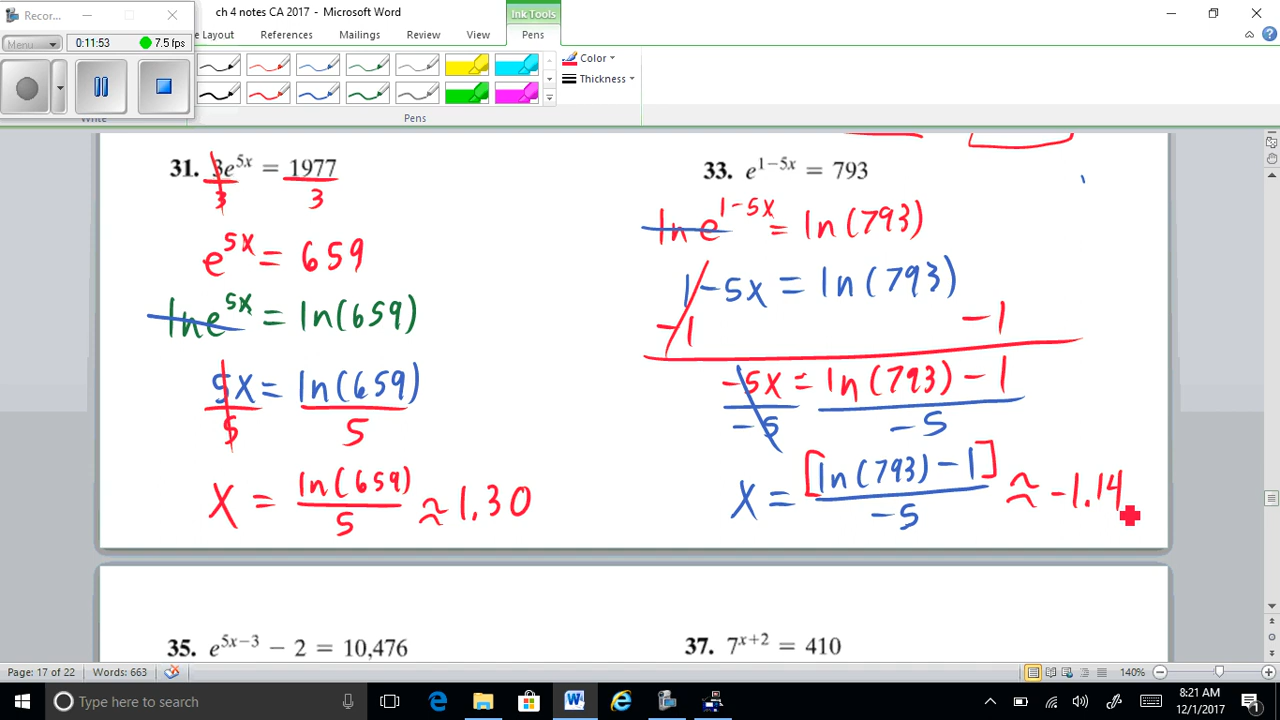 Recor...
ch 4 notes CA 2017 - Microsoft Word
Ink Tools
Menu
0:11:53
7.5 fps
Layout
References
Mailings
Review
View
Pens
Color
Thickness
Write
Pens
31. 3e^{5x} = 1977
3 3
e^{5x} = 659
ln e^{5x} = ln(659)
5x = ln(659)
5 5
x = ln(659)/5 ≈ 1.30
33. e^{1-5x} = 793
ln e^{1-5x} = ln(793)
1-5x = ln(793)
-1 -1
-5x = ln(793) - 1
-5 -5
x = [ln(793) - 1]/-5 ≈ -1.14
35. e^{5x-3} - 2 = 10,476
37. 7^{x+2} = 410
Page: 17 of 22
Words: 663
140%
Type here to search
8:21 AM
12/1/2017